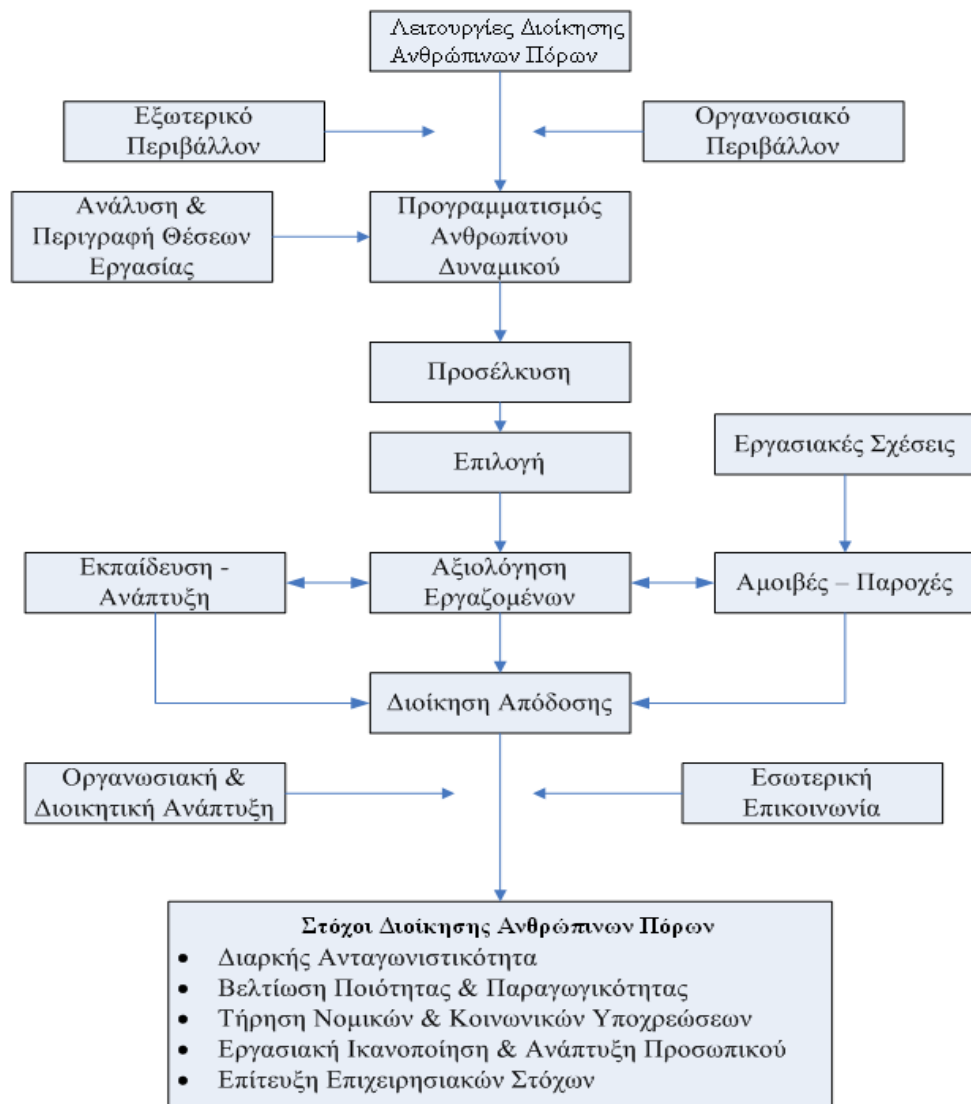 Λειτουργίες Διοίκησης
Ανθρώπινων Πόρων
Εξωτερικό
Περιβάλλον
Οργανωσιακό
Περιβάλλον
Ανάλυση &
Περιγραφή Θέσεων
Εργασίας
Προγραμματισμός
Ανθρωπίνου
Δυναμικού
Προσέλκυση
Επιλογή
Εργασιακές Σχέσεις
Εκπαίδευση -
Ανάπτυξη
Αξιολόγηση
Εργαζομένων
Αμοιβές – Παροχές
Διοίκηση Απόδοσης
Οργανωσιακή &
Διοικητική Ανάπτυξη
Εσωτερική
Επικοινωνία
Στόχοι Διοίκησης Ανθρώπινων Πόρων
• Διαρκής Ανταγωνιστικότητα
• Βελτίωση Ποιότητας & Παραγωγικότητας
• Τήρηση Νομικών & Κοινωνικών Υποχρεώσεων
• Εργασιακή Ικανοποίηση & Ανάπτυξη Προσωπικού
• Επίτευξη Επιχειρησιακών Στόχων